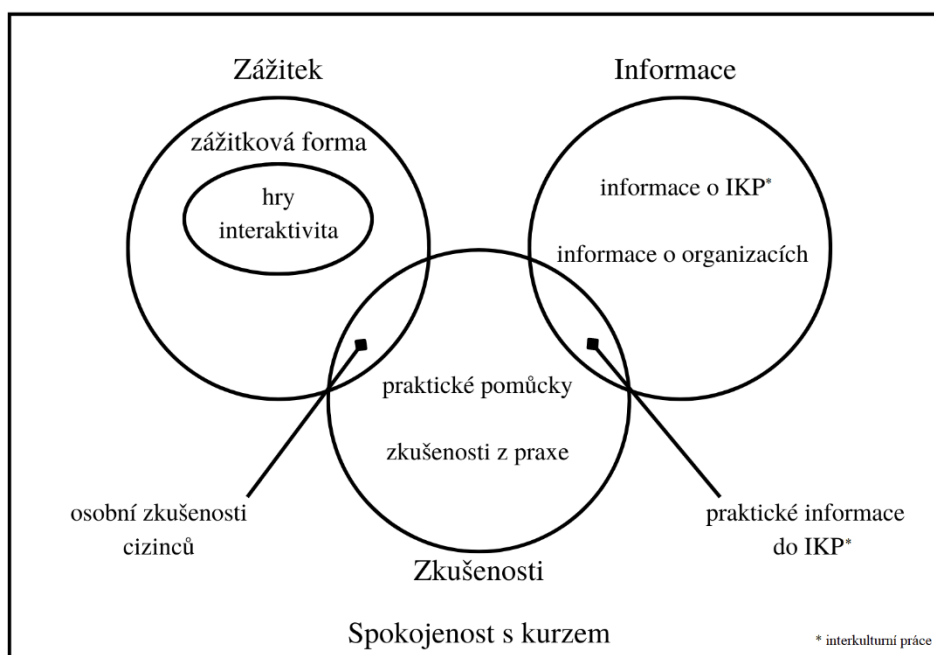 Zážitek
Informace
zážitková forma
hry
interaktivita
informace o IKP*
informace o organizacích
praktické pomůcky
zkušenosti z praxe
osobní zkušenosti
cizinců
praktické informace
do IKP*
Zkušenosti
Spokojenost s kurzem
* interkulturní práce